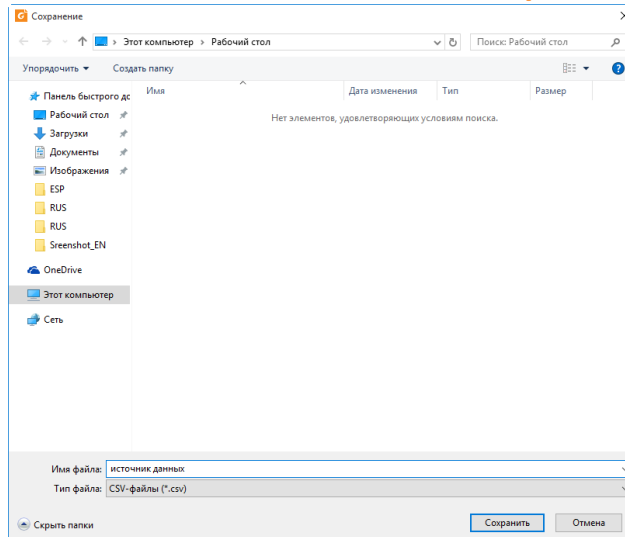 Сохранение
Этот компьютер › Рабочий стол
Поиск: Рабочий стол
Упорядочить Создать папку
Имя Дата изменения Тип Размер
Нет элементов, удовлетворяющих условиям поиска.
Панель быстрого дс
Рабочий стол
Загрузки
Документы
Изображения
ESP
RUS
RUS
Sreenshot_EN
OneDrive
Этот компьютер
Сеть
Имя файла: источник данных
Тип файла: CSV-файлы (*.csv)
Скрыть папки
Сохранить Отмена